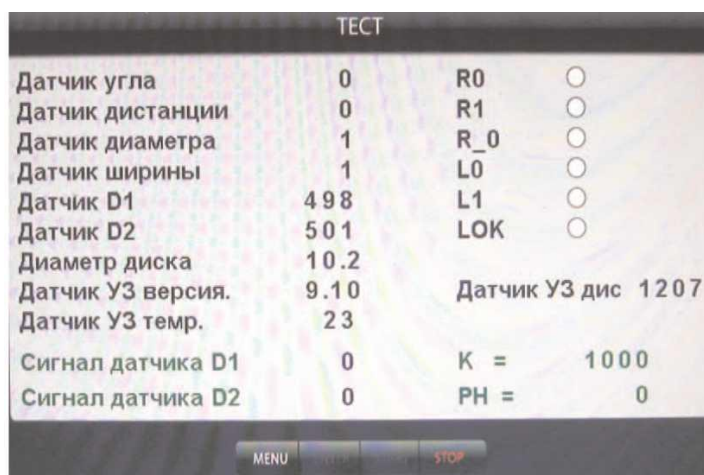 ТЕСТ
Датчик угла 0 R0
Датчик дистанции 0 R1
Датчик диаметра 1 R_0
Датчик ширины 1 L0
Датчик D1 498 L1
Датчик D2 501 LOK
Диаметр диска 10.2
Датчик УЗ версия. 9.10 Датчик УЗ дис 1207
Датчик УЗ темр. 23
Сигнал датчика D1 0 K = 1000
Сигнал датчика D2 0 PH = 0
MENU STOP